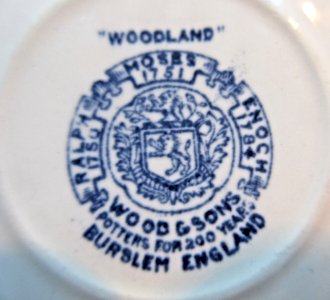 "WOODLAND"
RALPH
1750
MOSES
1751
ENOCH
1784
WOOD & SONS
POTTERS FOR 200 YEARS
BURSLEM ENGLAND